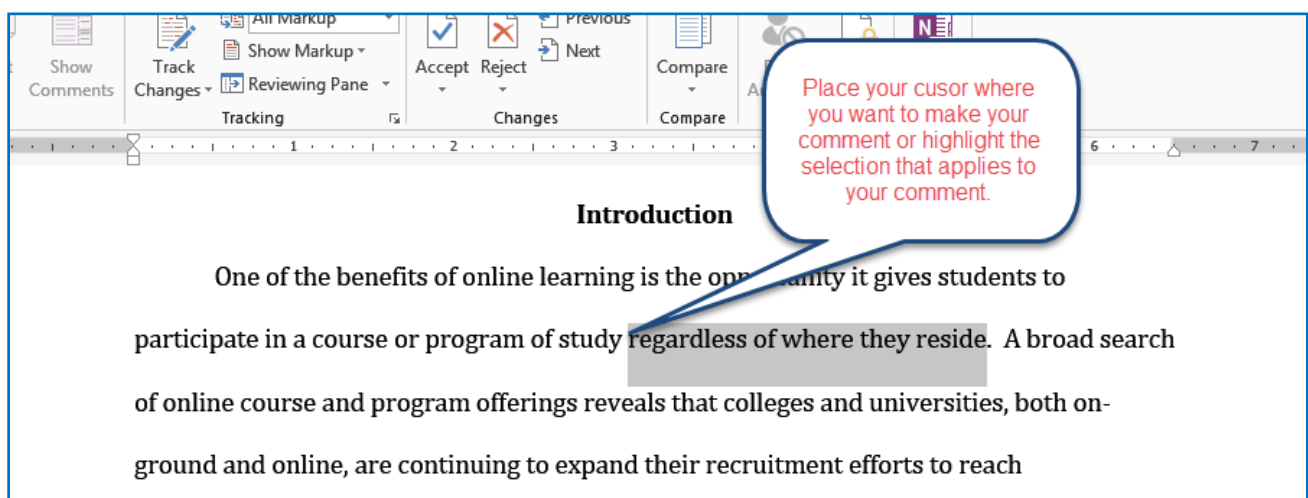 All Markup
Previous
Show Markup
Next
Show
Comments
Track
Changes
Reviewing Pane
Accept
Reject
Compare
Tracking
Changes
Compare
Place your cusor where
you want to make your
comment or highlight the
selection that applies to
your comment.
1 2 3 6 7
Introduction
One of the benefits of online learning is the it gives students to
participate in a course or program of study regardless of where they reside. A broad search
of online course and program offerings reveals that colleges and universities, both on-
ground and online, are continuing to expand their recruitment efforts to reach